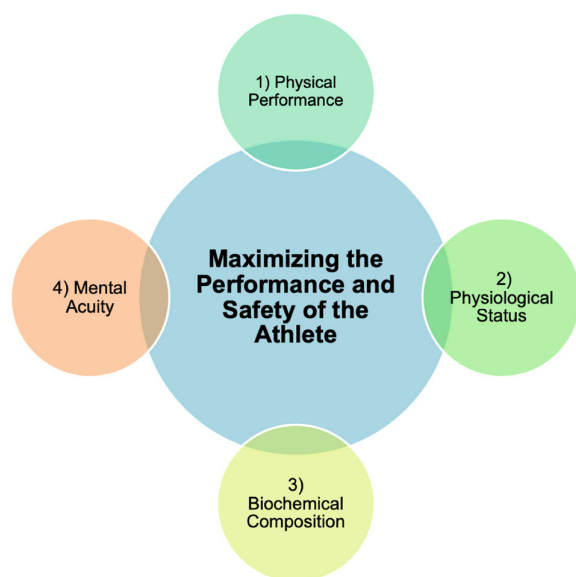 1) Physical
Performance
Maximizing the
Performance and
Safety of the
Athlete
2)
Physiological
Status
3)
Biochemical
Composition
4) Mental
Acuity